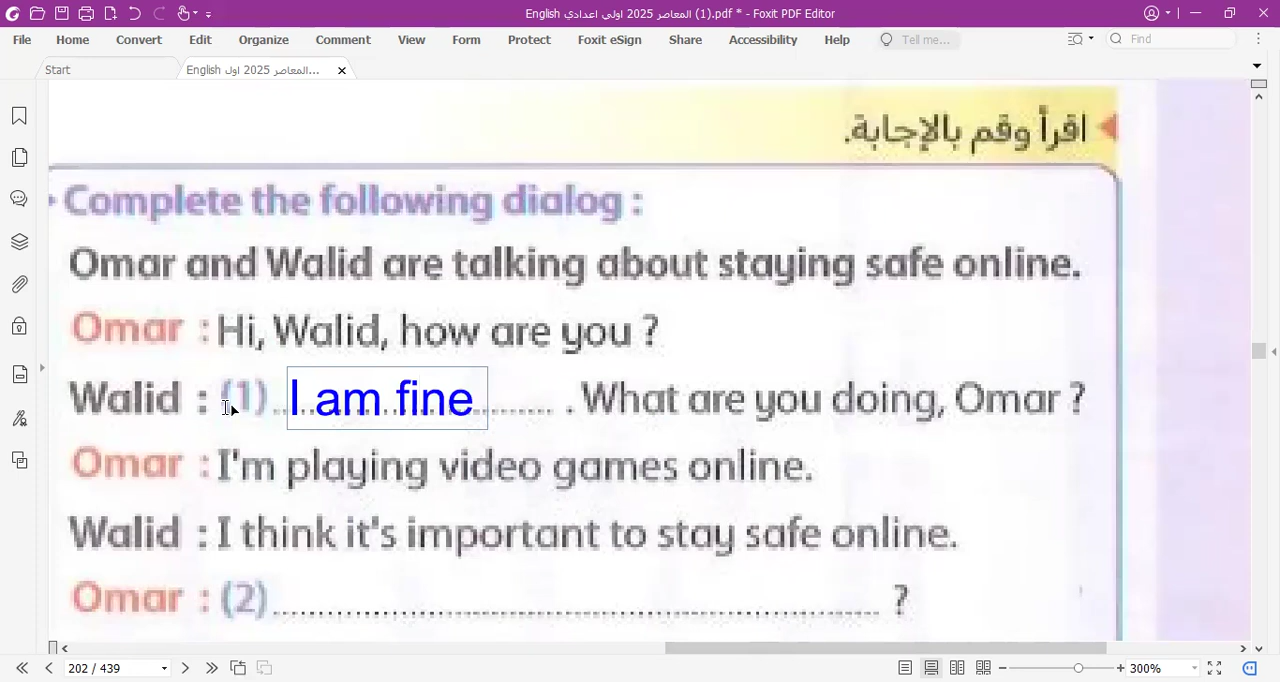 English المعاصر 2025 اولي اعدادي (1).pdf * - Foxit PDF Editor
File Home Convert Edit Organize Comment View Form Protect Foxit eSign Share Accessibility Help Tell me... Find
Start
English المعاصر 2025 اول...
اقرأ وقم بالإجابة.
Complete the following dialog :
Omar and Walid are talking about staying safe online.
Omar : Hi, Walid, how are you ?
Walid : (1) I am fine . What are you doing, Omar ?
Omar : I'm playing video games online.
Walid : I think it's important to stay safe online.
Omar : (2) ................................................ ?
202 / 439
300%